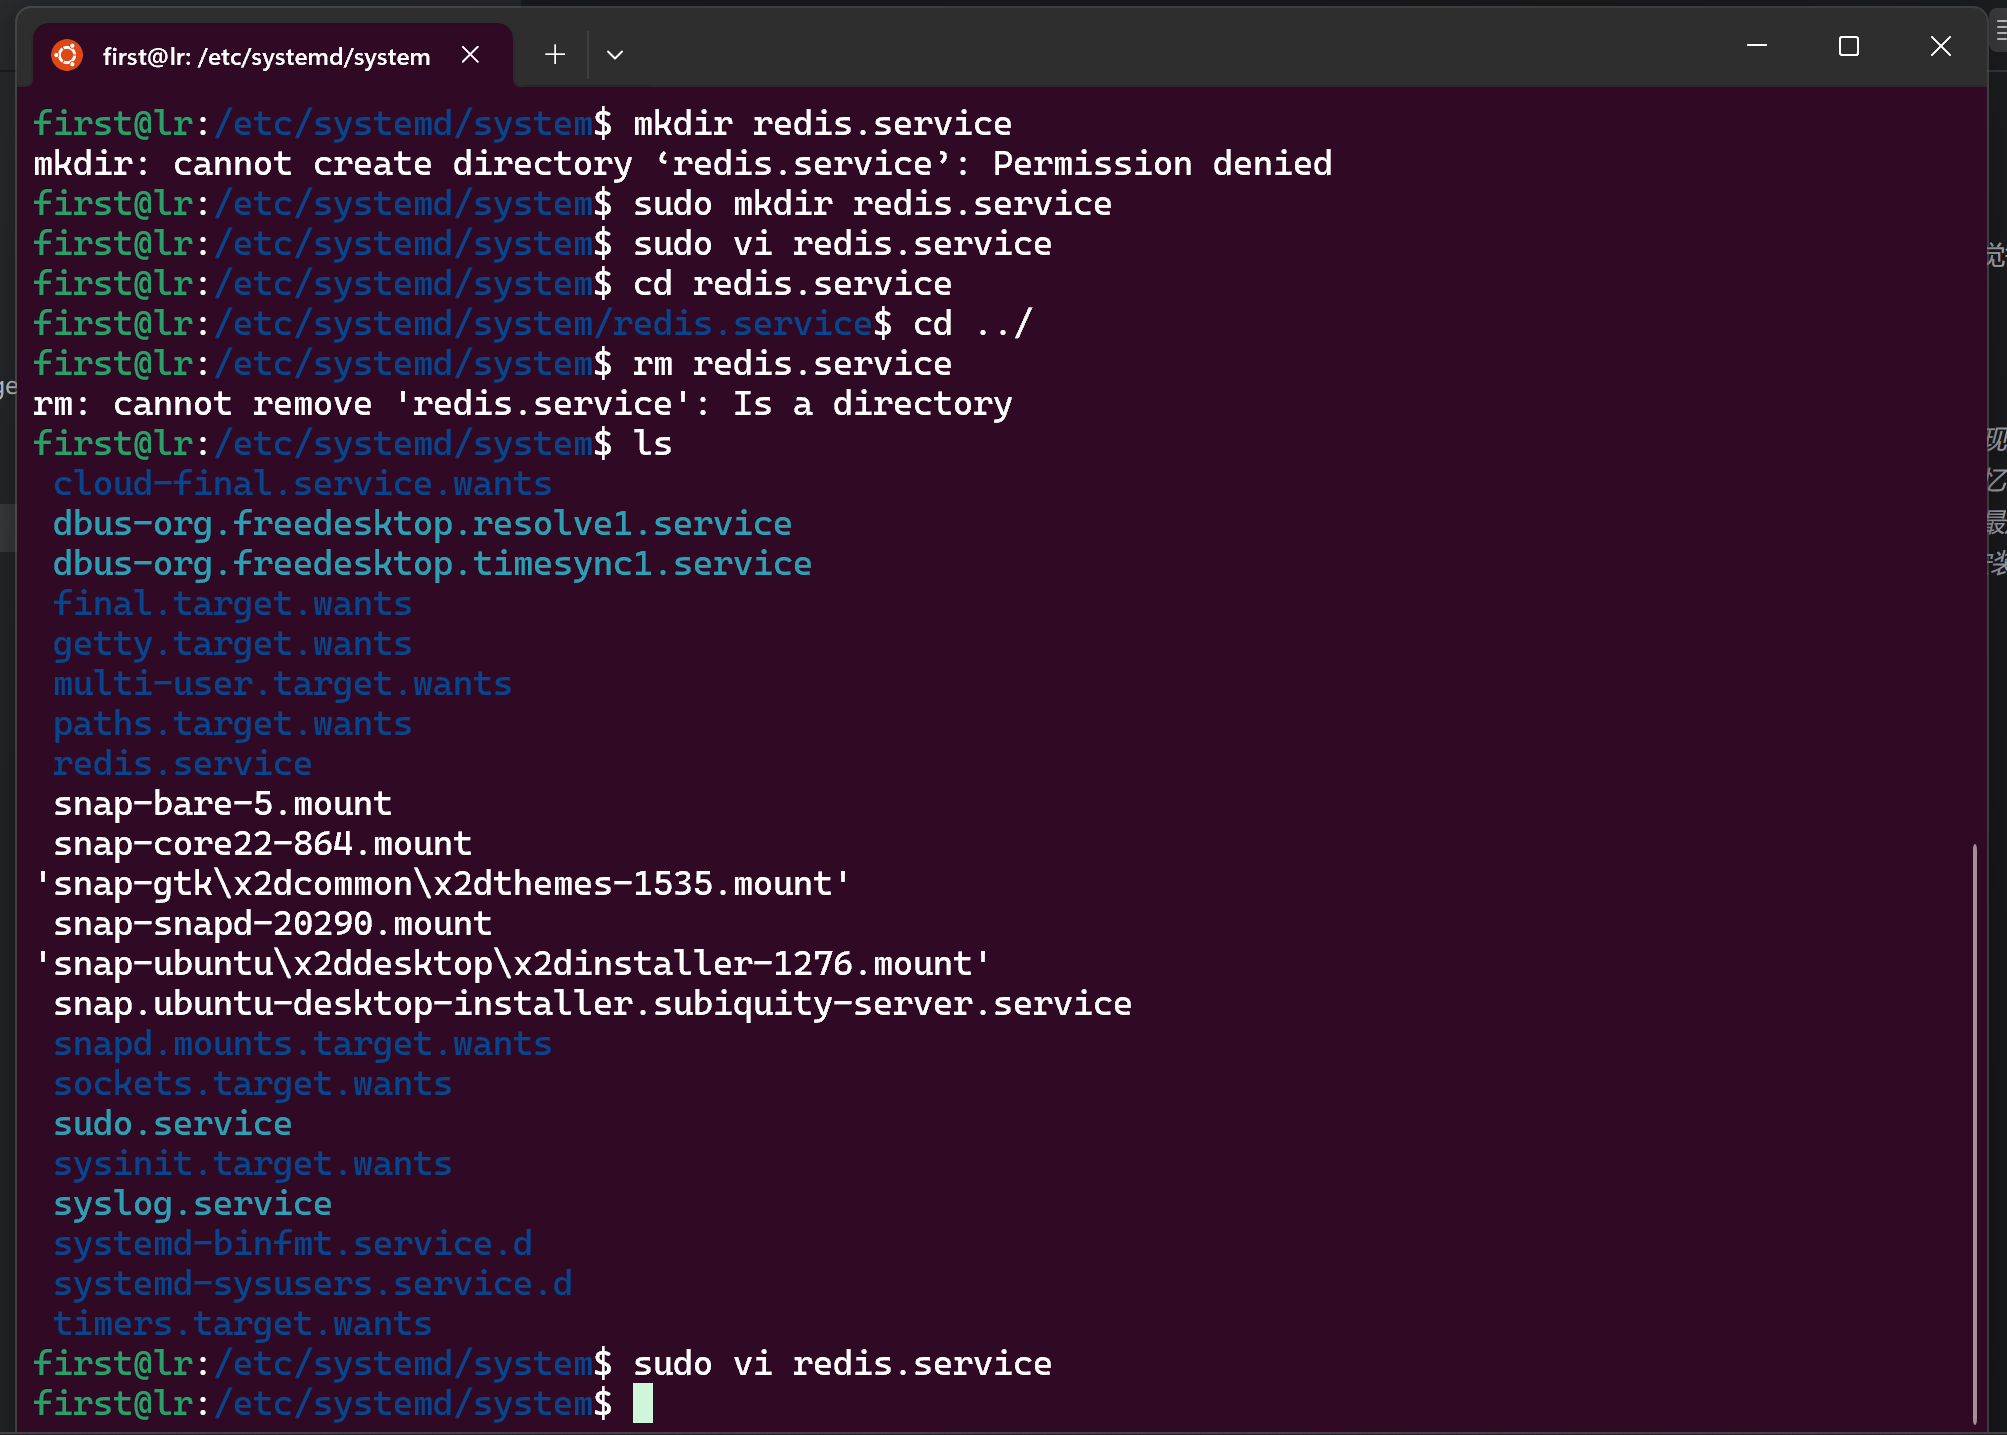 first@lr: /etc/systemd/system
first@lr:/etc/systemd/system$ mkdir redis.service
mkdir: cannot create directory ‘redis.service’: Permission denied
first@lr:/etc/systemd/system$ sudo mkdir redis.service
first@lr:/etc/systemd/system$ sudo vi redis.service
first@lr:/etc/systemd/system$ cd redis.service
first@lr:/etc/systemd/system/redis.service$ cd ../
first@lr:/etc/systemd/system$ rm redis.service
rm: cannot remove 'redis.service': Is a directory
first@lr:/etc/systemd/system$ ls
cloud-final.service.wants
dbus-org.freedesktop.resolve1.service
dbus-org.freedesktop.timesync1.service
final.target.wants
getty.target.wants
multi-user.target.wants
paths.target.wants
redis.service
snap-bare-5.mount
snap-core22-864.mount
'snap-gtk\x2dcommon\x2dthemes-1535.mount'
snap-snapd-20290.mount
'snap-ubuntu\x2ddesktop\x2dinstaller-1276.mount'
snap.ubuntu-desktop-installer.subiquity-server.service
snapd.mounts.target.wants
sockets.target.wants
sudo.service
sysinit.target.wants
syslog.service
systemd-binfmt.service.d
systemd-sysusers.service.d
timers.target.wants
first@lr:/etc/systemd/system$ sudo vi redis.service
first@lr:/etc/systemd/system$